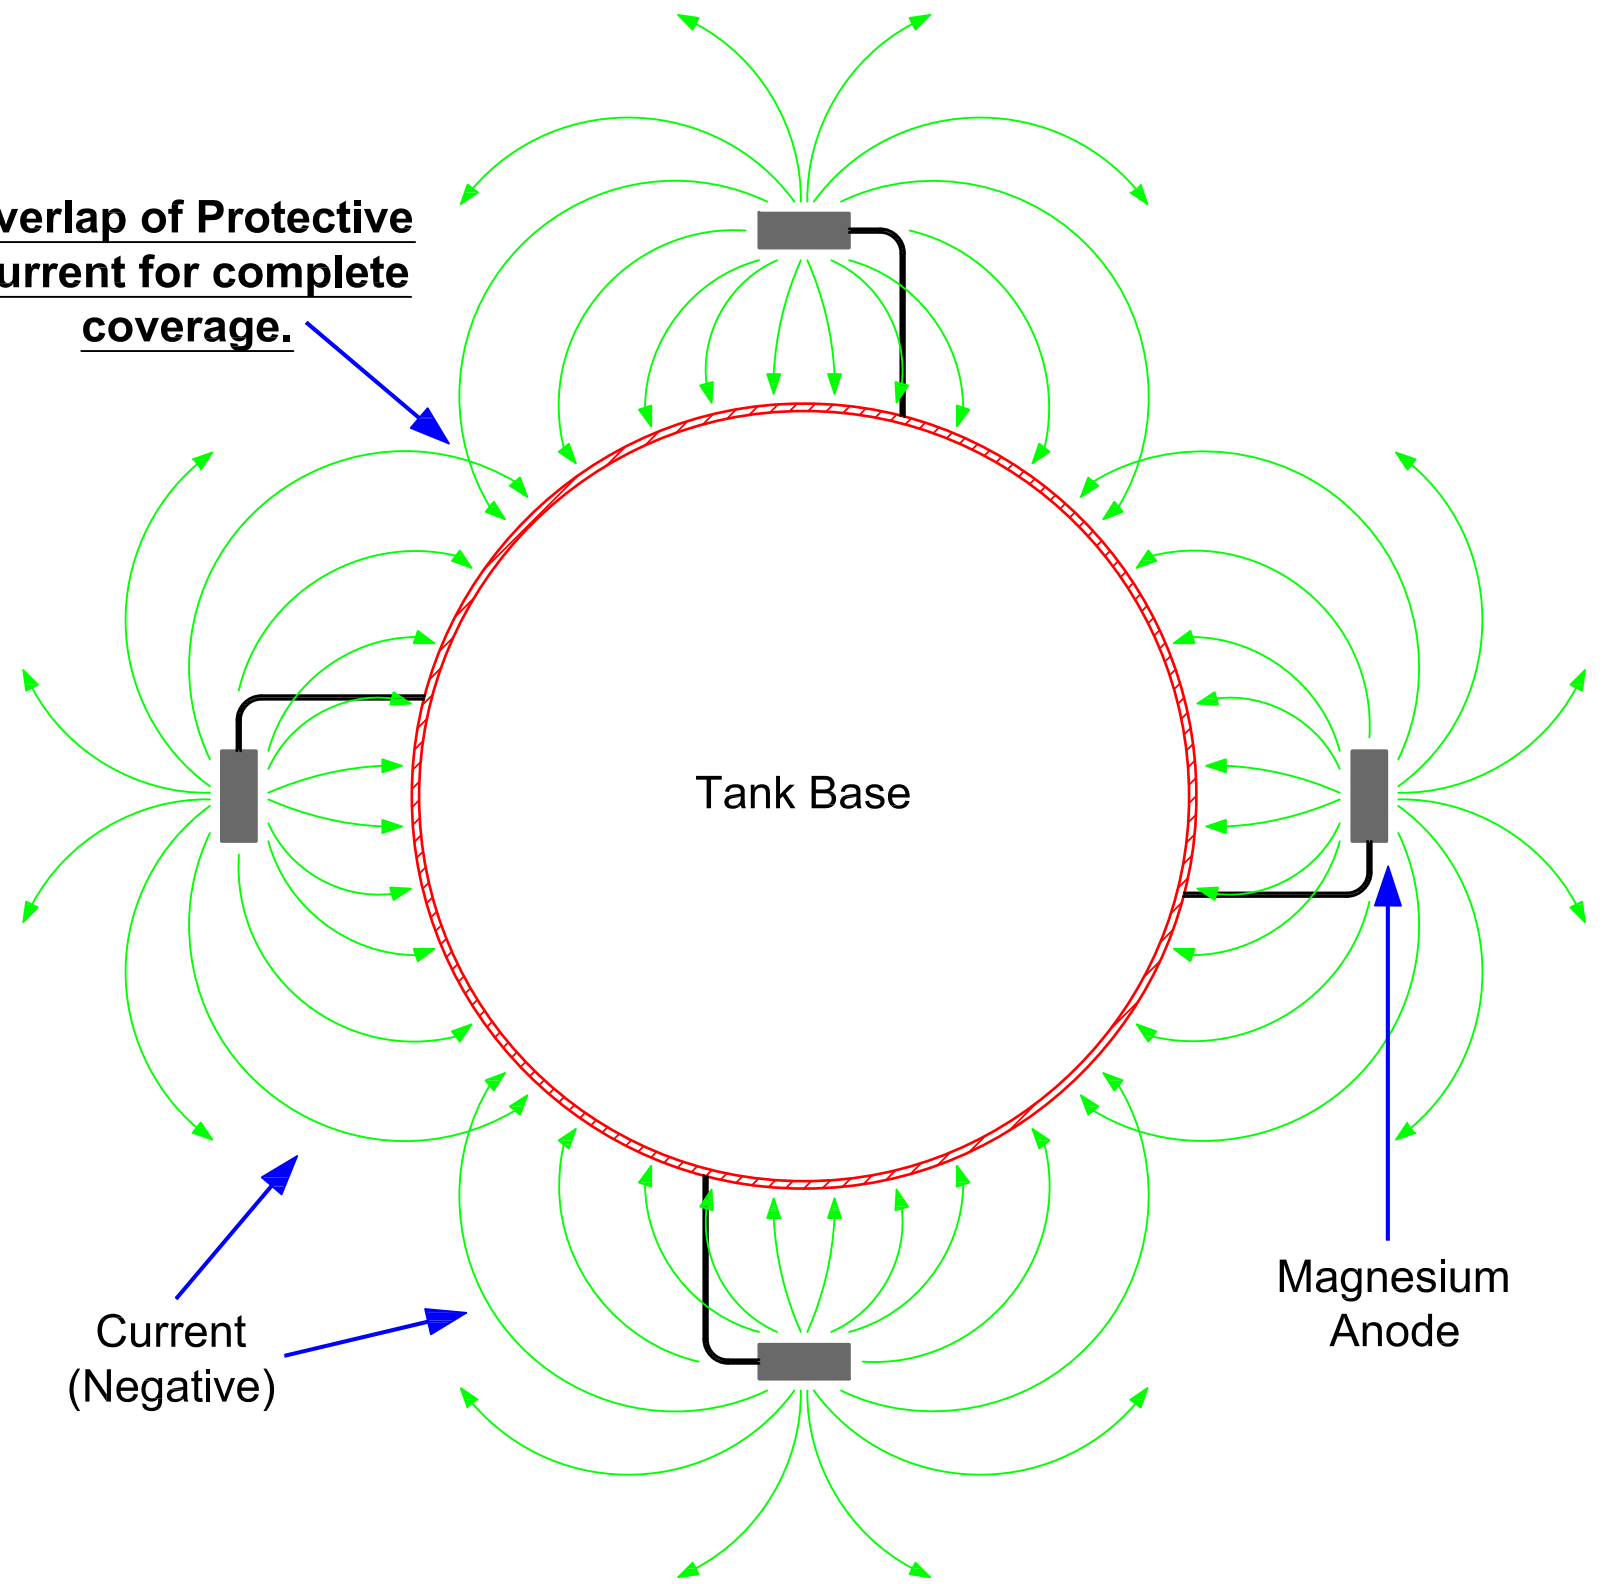 verlap of Protective
urrent for complete
coverage.
Tank Base
Current
(Negative)
Magnesium
Anode